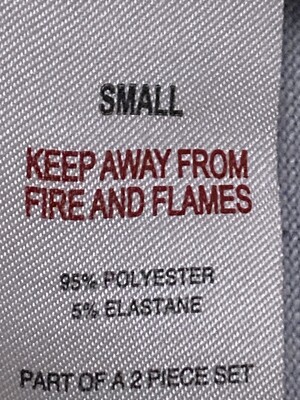 SMALL
KEEP AWAY FROM
FIRE AND FLAMES
95% POLYESTER
5% ELASTANE
PART OF A 2 PIECE SET